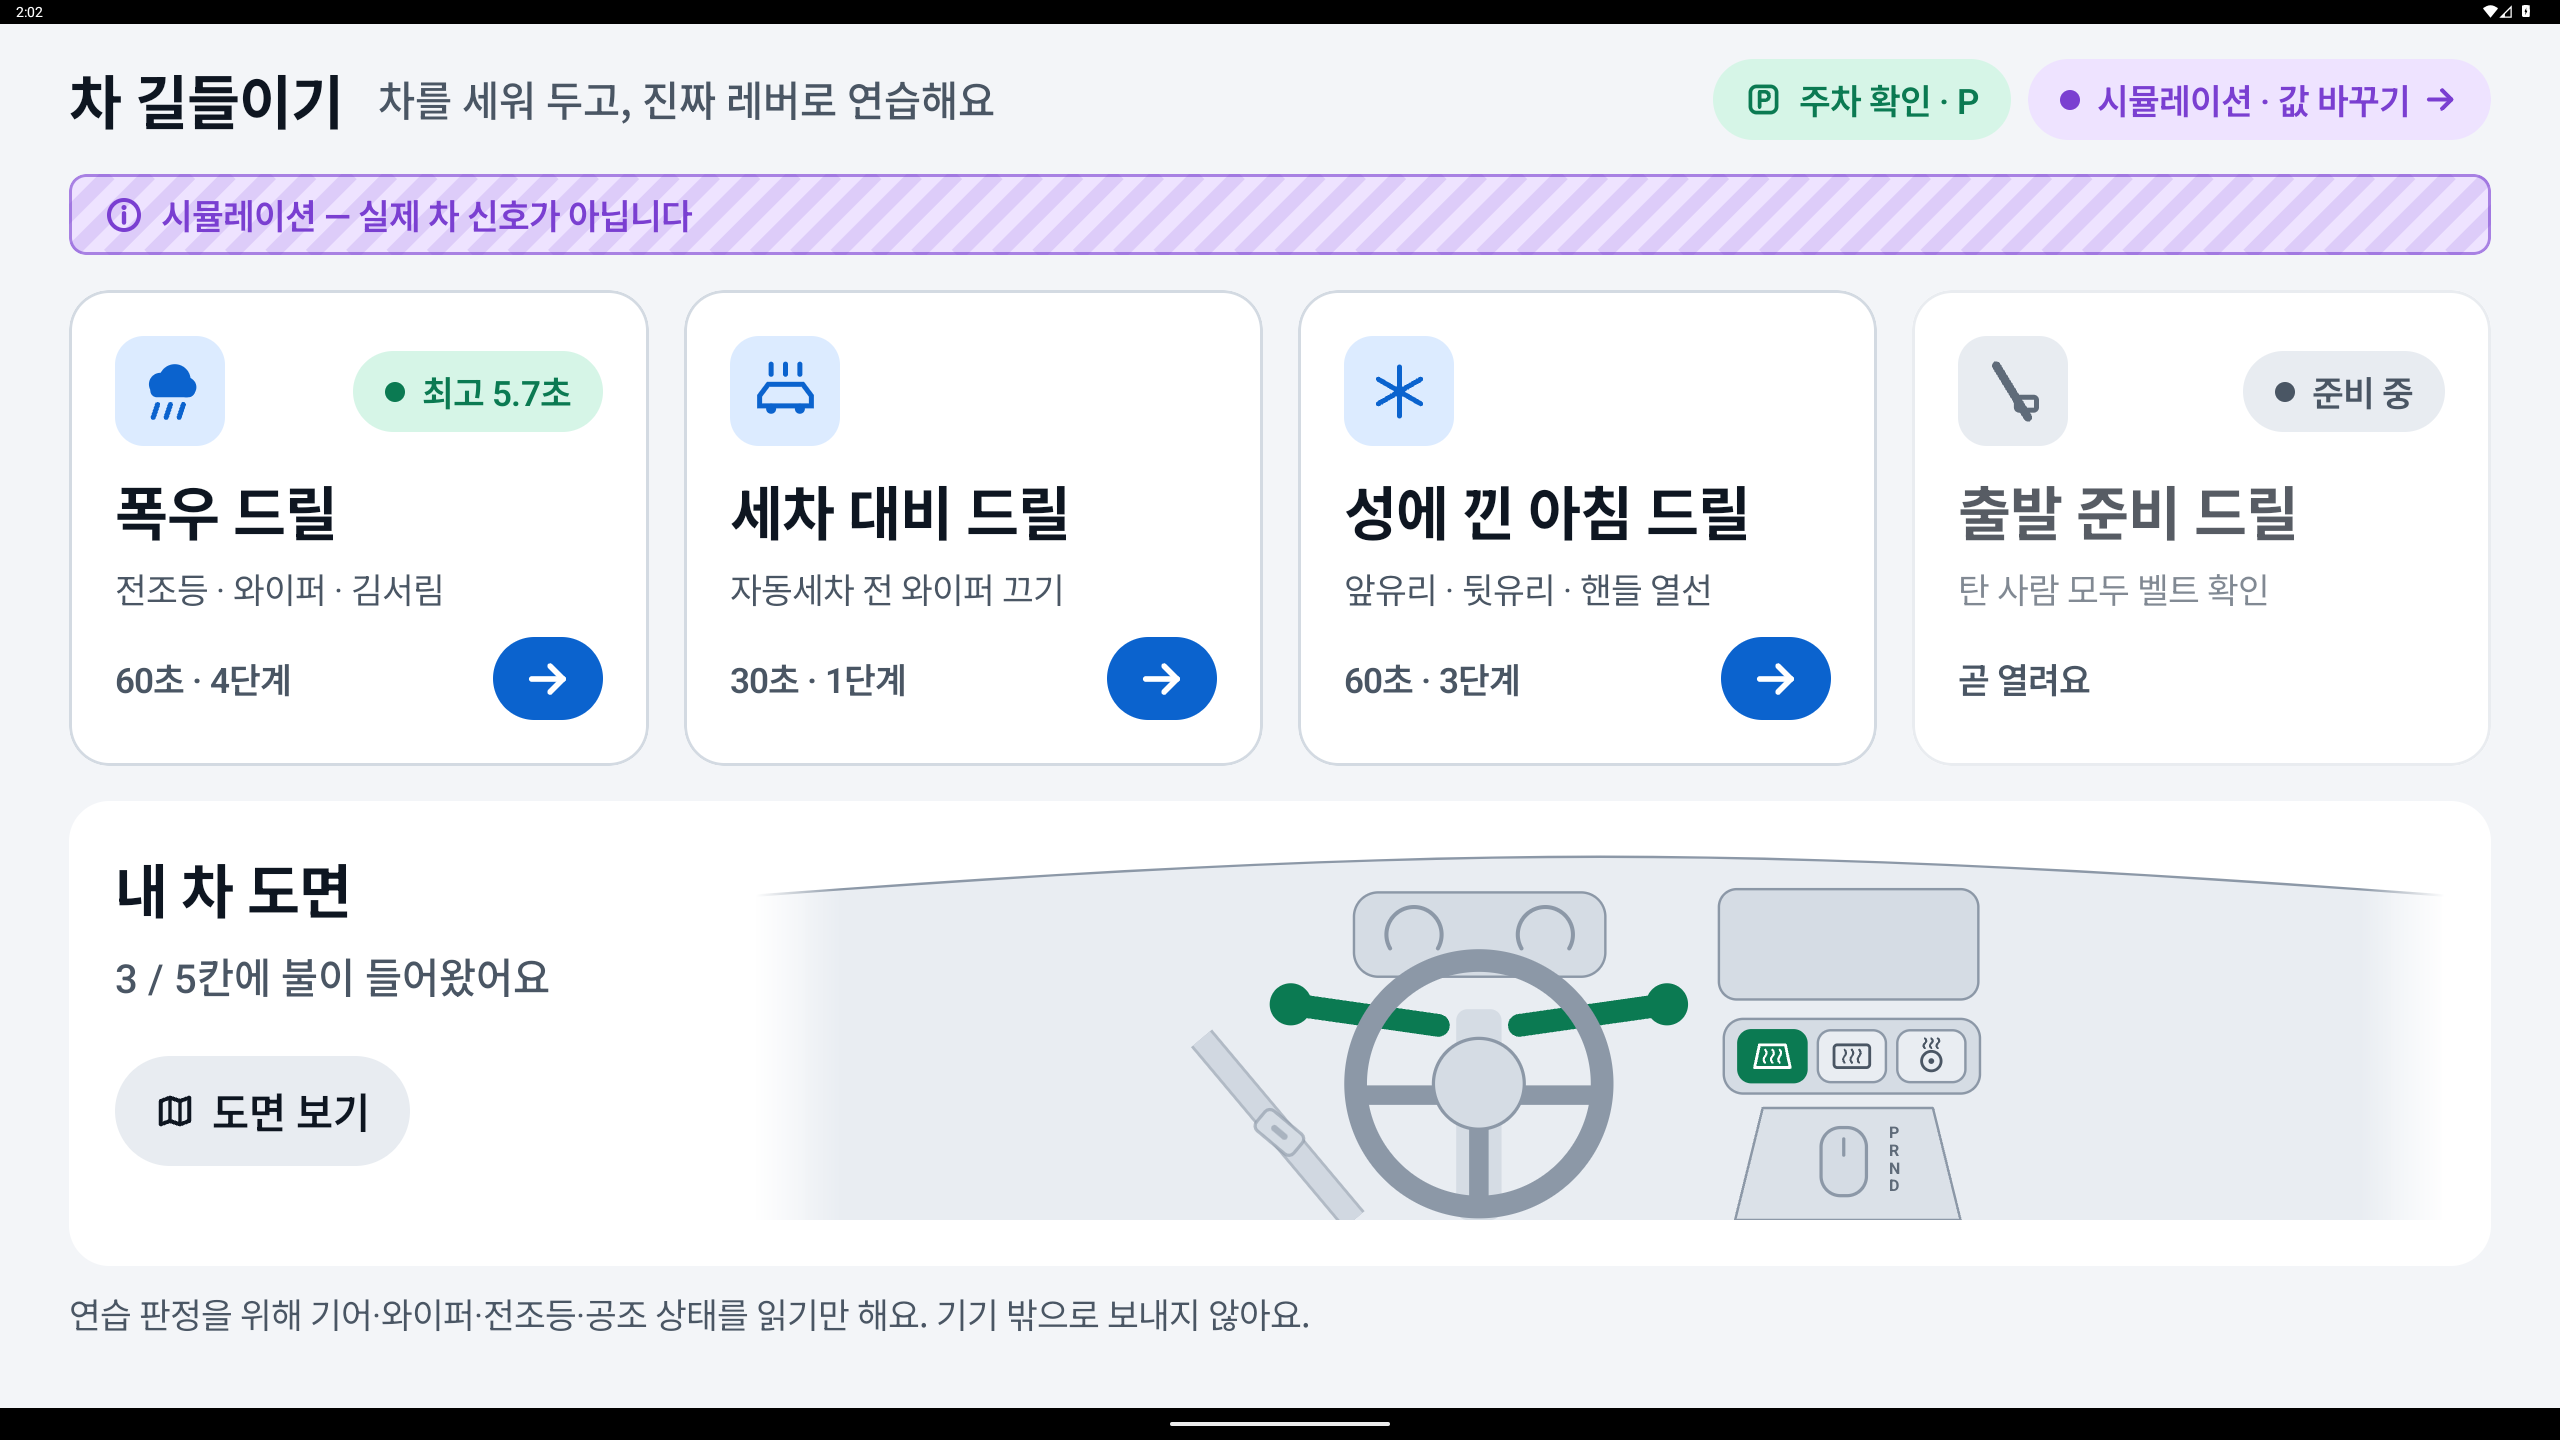 2:02
차 길들이기
차를 세워 두고, 진짜 레버로 연습해요
주차 확인 · P
시뮬레이션 · 값 바꾸기
시뮬레이션 — 실제 차 신호가 아닙니다
최고 5.7초
폭우 드릴
전조등 · 와이퍼 · 김서림
60초 · 4단계
세차 대비 드릴
자동세차 전 와이퍼 끄기
30초 · 1단계
성에 낀 아침 드릴
앞유리 · 뒷유리 · 핸들 열선
60초 · 3단계
준비 중
출발 준비 드릴
탄 사람 모두 벨트 확인
곧 열려요
내 차 도면
3 / 5칸에 불이 들어왔어요
도면 보기
P
R
N
D
연습 판정을 위해 기어·와이퍼·전조등·공조 상태를 읽기만 해요. 기기 밖으로 보내지 않아요.